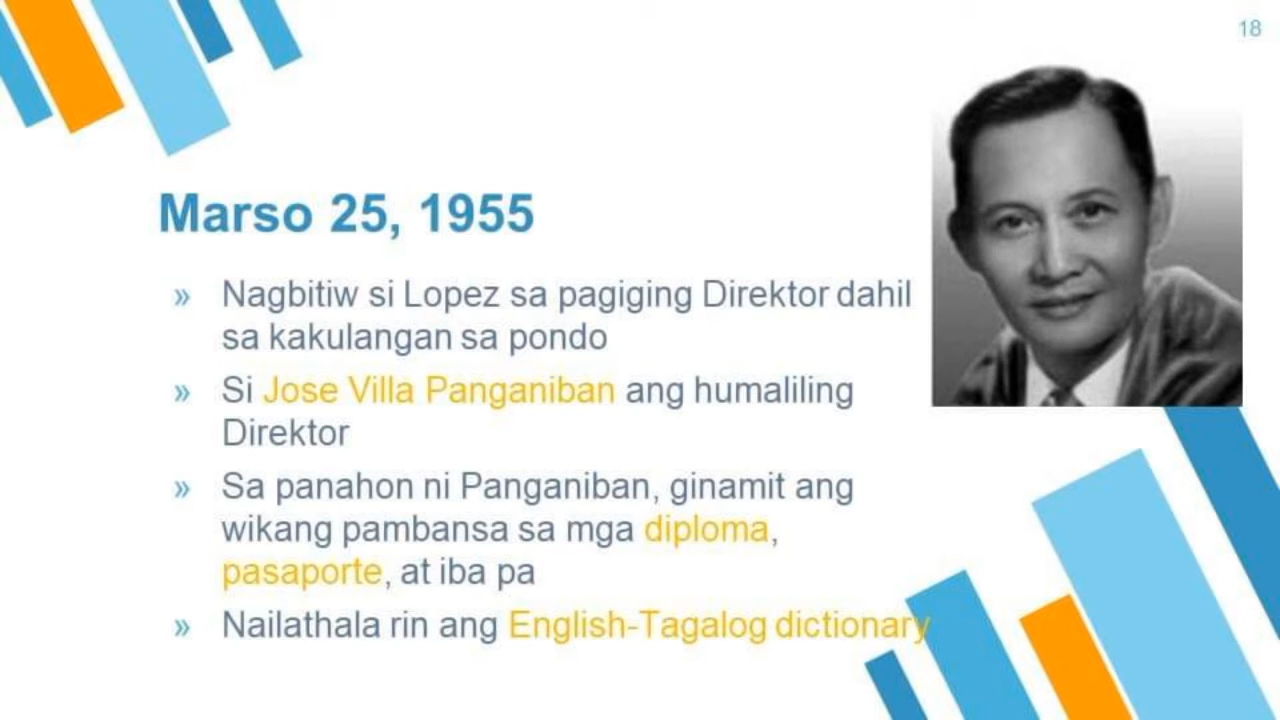 18
Marso 25, 1955
» Nagbitiw si Lopez sa pagiging Direktor dahil
sa kakulangan sa pondo
» Si Jose Villa Panganiban ang humaliling
Direktor
» Sa panahon ni Panganiban, ginamit ang
wikang pambansa sa mga diploma,
pasaporte, at iba pa
» Nailathala rin ang English-Tagalog dictionary